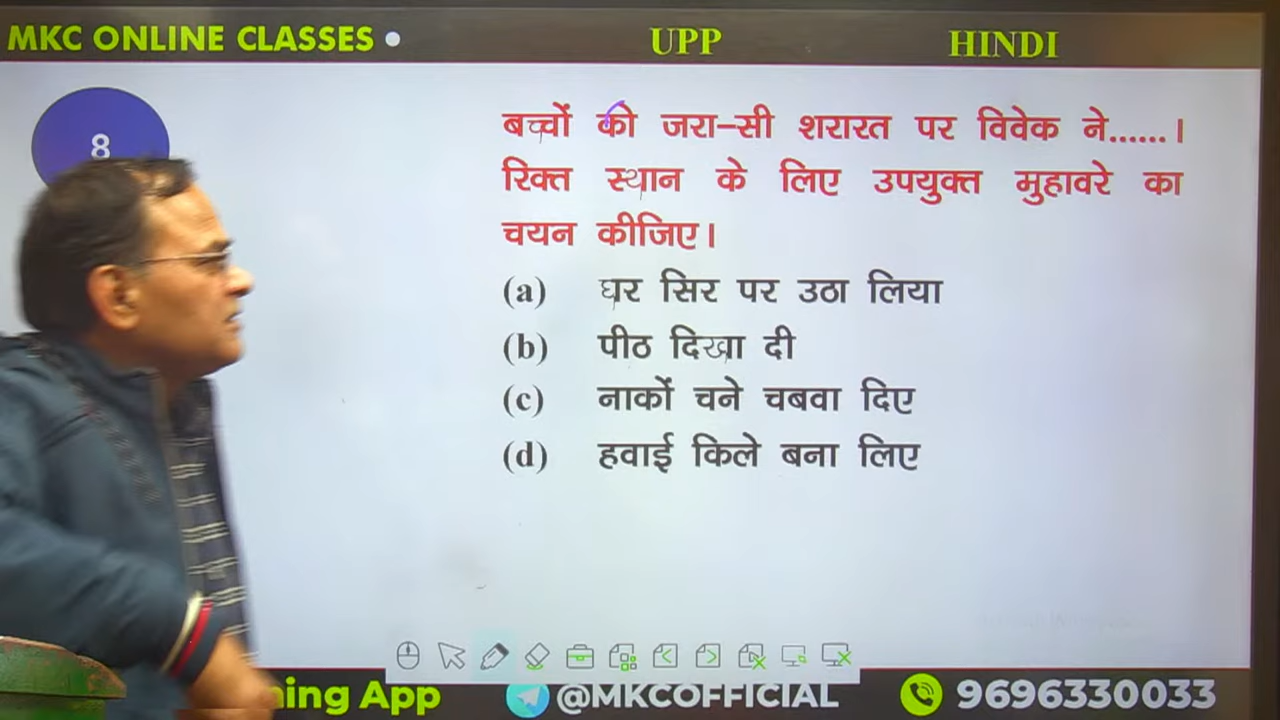 MKC ONLINE CLASSES • UPP HINDI
8
बच्चों की जरा-सी शरारत पर विवेक ने......।
रिक्त स्थान के लिए उपयुक्त मुहावरे का
चयन कीजिए।
(a) घर सिर पर उठा लिया
(b) पीठ दिखा दी
(c) नाकों चने चबवा दिए
(d) हवाई किले बना लिए
App @MKCOFFICIAL 9696330033